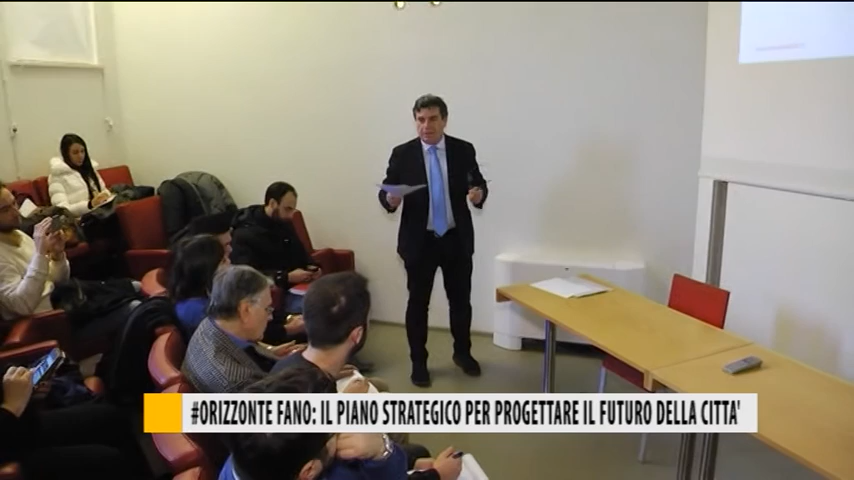 #ORIZZONTE FANO: IL PIANO STRATEGICO PER PROGETTARE IL FUTURO DELLA CITTA'